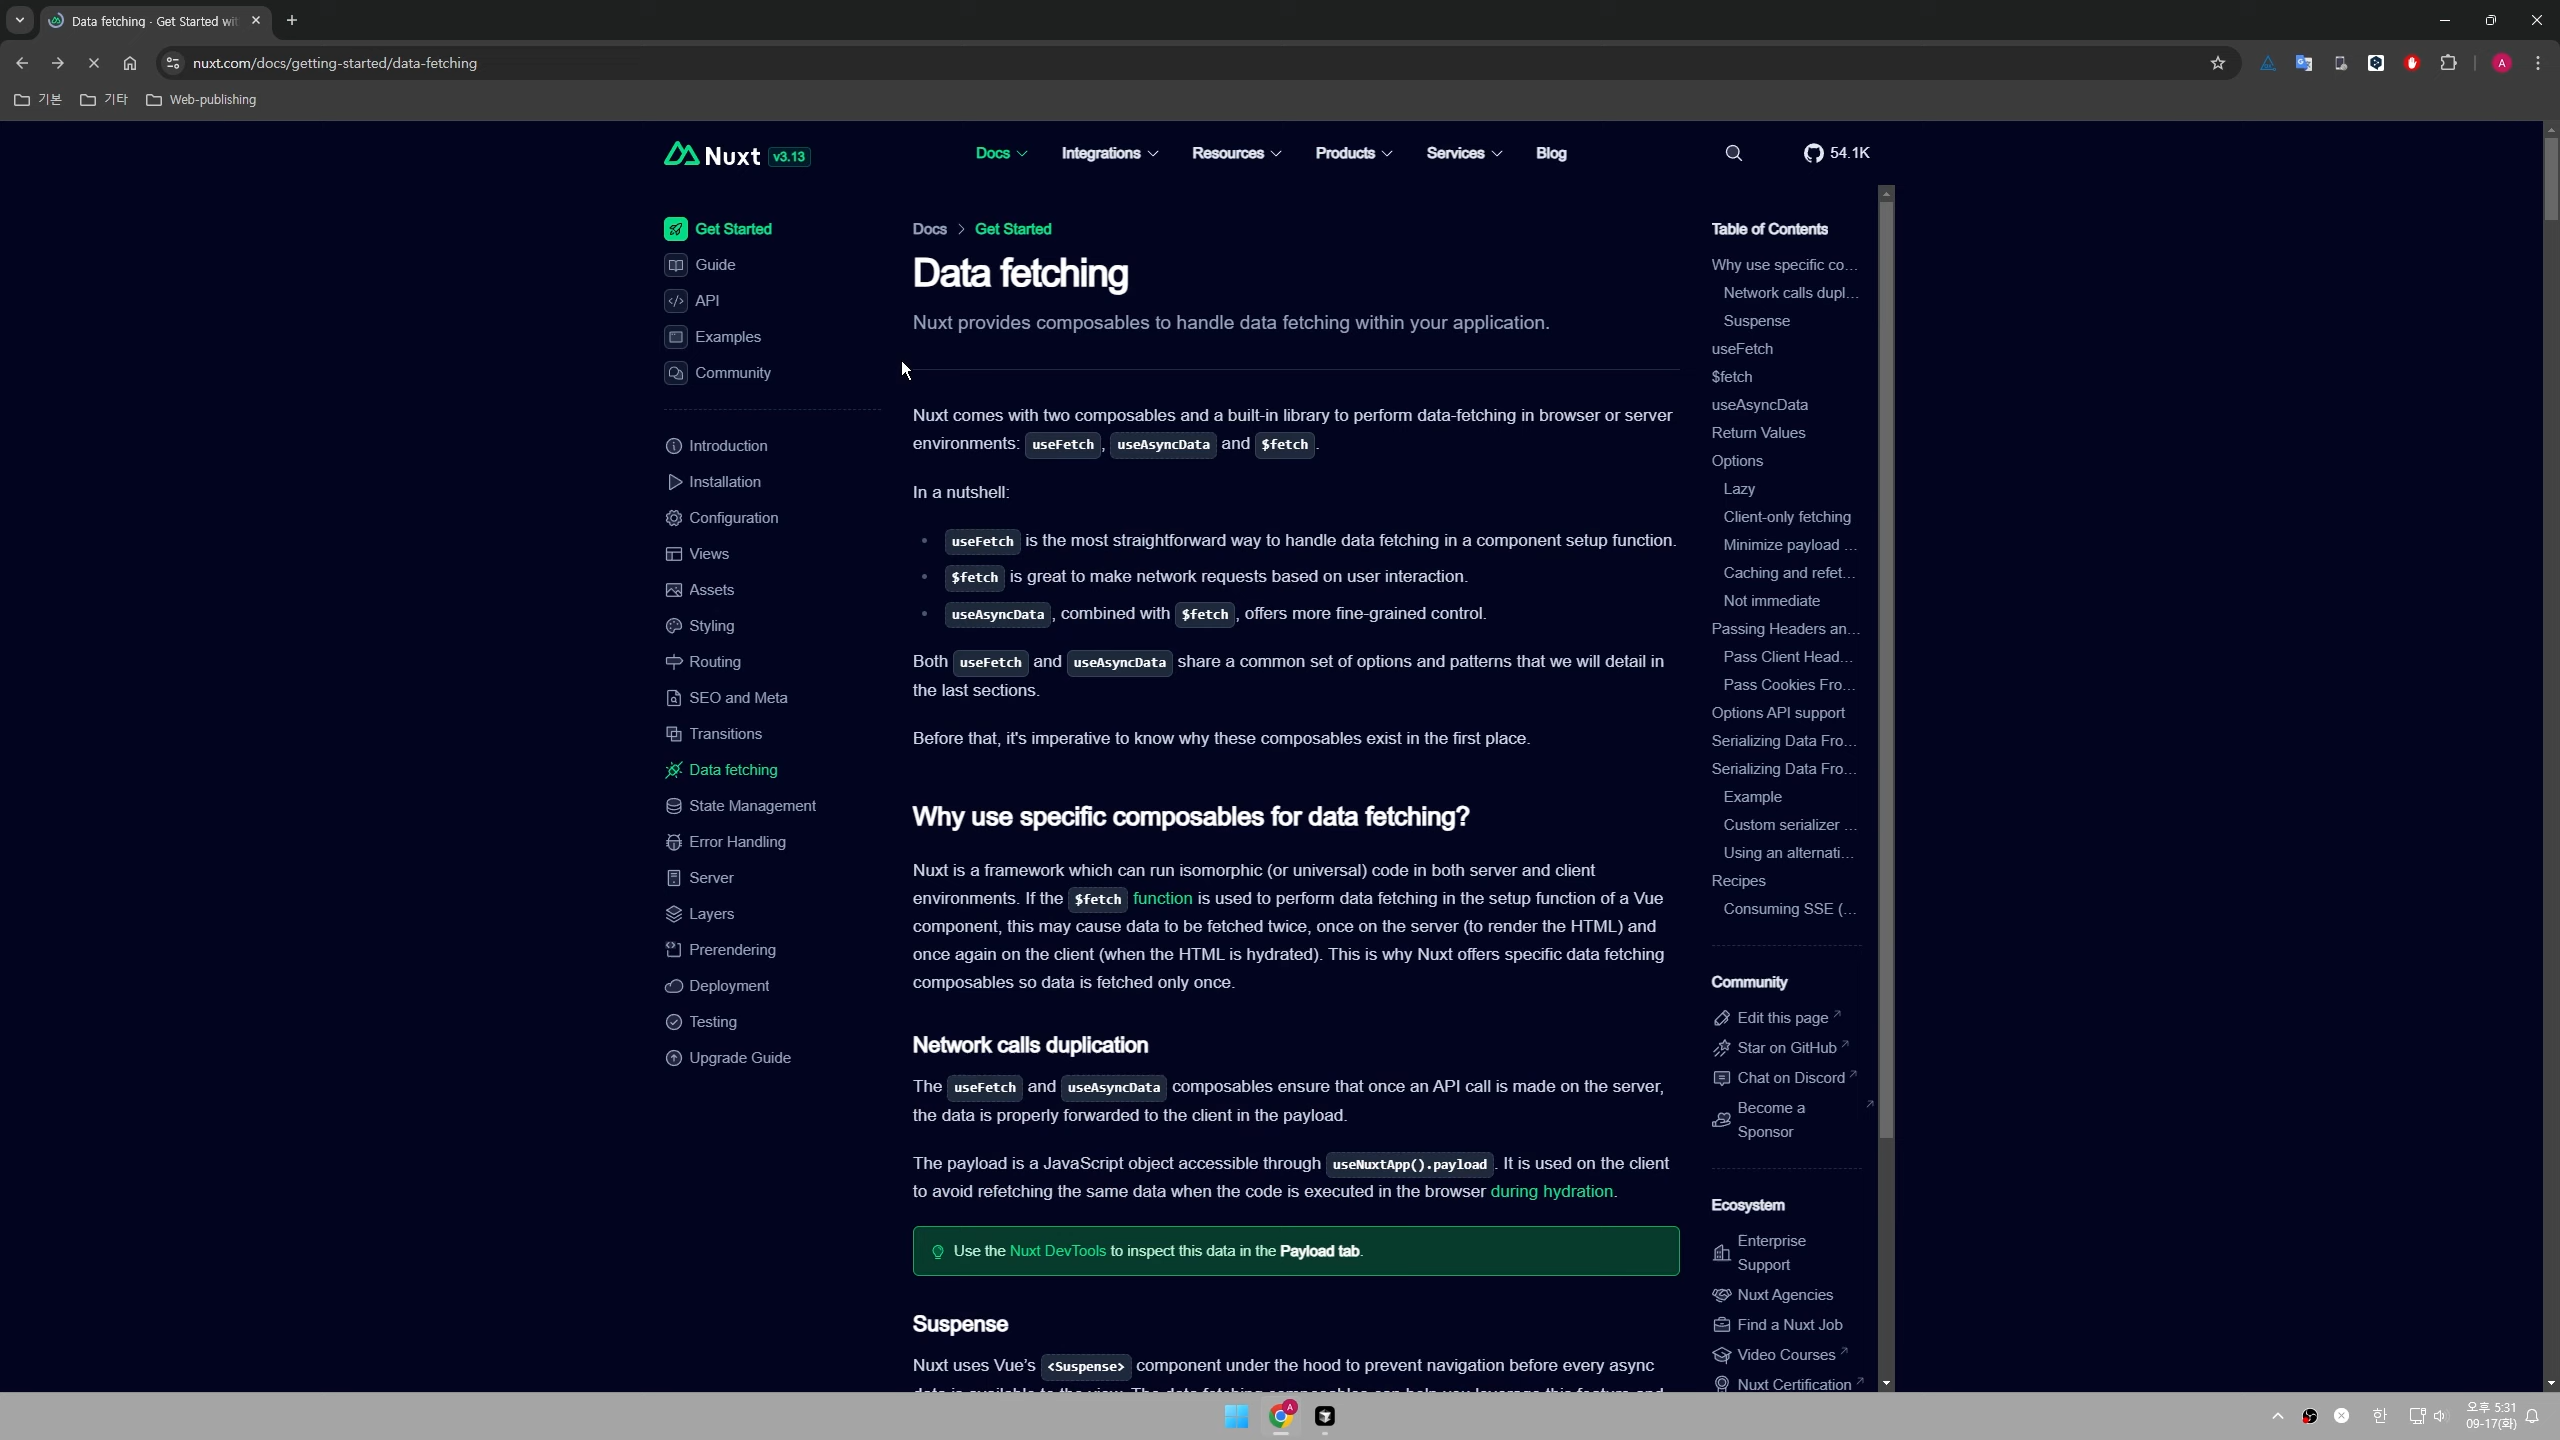 Data fetching · Get Started wit
nuxt.com/docs/getting-started/data-fetching
A
기본
기타
Web-publishing
Nuxt v3.13
Docs
Integrations
Resources
Products
Services
Blog
54.1K
Get Started
Guide
API
Examples
Community
Introduction
Installation
Configuration
Views
Assets
Styling
Routing
SEO and Meta
Transitions
Data fetching
State Management
Error Handling
Server
Layers
Prerendering
Deployment
Testing
Upgrade Guide
Docs > Get Started
Data fetching
Nuxt provides composables to handle data fetching within your application.
Nuxt comes with two composables and a built-in library to perform data-fetching in browser or server
environments: useFetch, useAsyncData and $fetch.
In a nutshell:
• useFetch is the most straightforward way to handle data fetching in a component setup function.
• $fetch is great to make network requests based on user interaction.
• useAsyncData, combined with $fetch, offers more fine-grained control.
Both useFetch and useAsyncData share a common set of options and patterns that we will detail in
the last sections.
Before that, it's imperative to know why these composables exist in the first place.
Why use specific composables for data fetching?
Nuxt is a framework which can run isomorphic (or universal) code in both server and client
environments. If the $fetch function is used to perform data fetching in the setup function of a Vue
component, this may cause data to be fetched twice, once on the server (to render the HTML) and
once again on the client (when the HTML is hydrated). This is why Nuxt offers specific data fetching
composables so data is fetched only once.
Network calls duplication
The useFetch and useAsyncData composables ensure that once an API call is made on the server,
the data is properly forwarded to the client in the payload.
The payload is a JavaScript object accessible through useNuxtApp().payload. It is used on the client
to avoid refetching the same data when the code is executed in the browser during hydration.
Use the Nuxt DevTools to inspect this data in the Payload tab.
Suspense
Nuxt uses Vue's <Suspense> component under the hood to prevent navigation before every async
Table of Contents
Why use specific co...
Network calls dupl...
Suspense
useFetch
$fetch
useAsyncData
Return Values
Options
Lazy
Client-only fetching
Minimize payload ...
Caching and refet...
Not immediate
Passing Headers an...
Pass Client Head...
Pass Cookies Fro...
Options API support
Serializing Data Fro...
Serializing Data Fro...
Example
Custom serializer ...
Using an alternati...
Recipes
Consuming SSE (...
Community
Edit this page
Star on GitHub
Chat on Discord
Become a
Sponsor
Ecosystem
Enterprise
Support
Nuxt Agencies
Find a Nuxt Job
Video Courses
Nuxt Certification
A
한
오후 5:31
09-17(화)